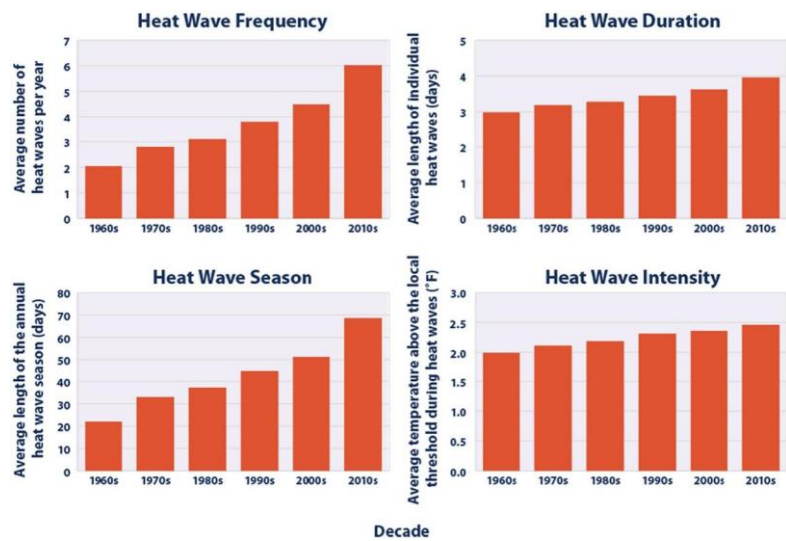 Heat Wave Frequency
Average number of
heat waves per year
7
6
5
4
3
2
1
0
1960s 1970s 1980s 1990s 2000s 2010s
Heat Wave Duration
Average length of individual
heat waves (days)
5
4
3
2
1
0
1960s 1970s 1980s 1990s 2000s 2010s
Heat Wave Season
Average length of the annual
heat wave season (days)
80
70
60
50
40
30
20
10
0
1960s 1970s 1980s 1990s 2000s 2010s
Heat Wave Intensity
Average temperature above the local
threshold during heat waves (°F)
3.0
2.5
2.0
1.5
1.0
0.5
0.0
1960s 1970s 1980s 1990s 2000s 2010s
Decade